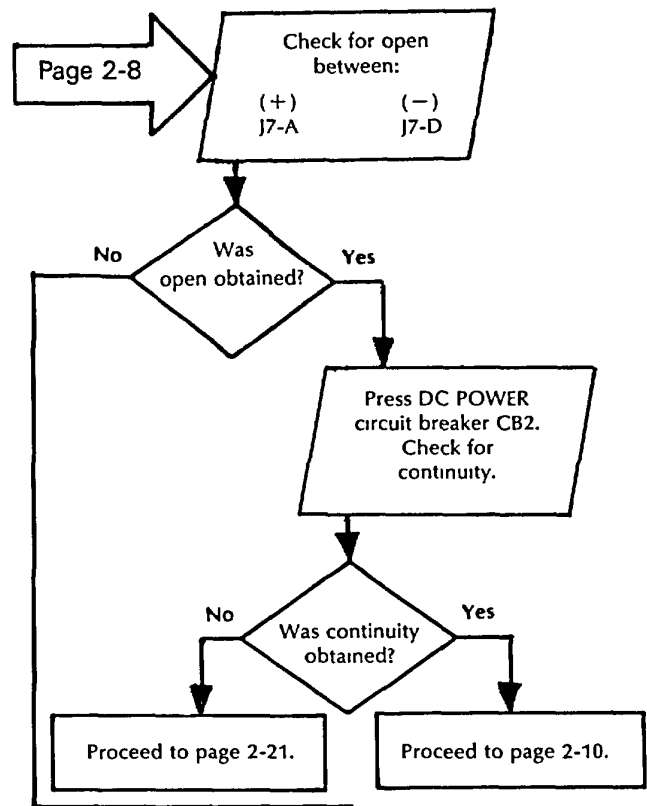 Page 2-8
Check for open
between:
(+) (−)
J7-A J7-D
No
Was
open obtained?
Yes
Press DC POWER
circuit breaker CB2.
Check for
continuity.
No
Was continuity
obtained?
Yes
Proceed to page 2-21.
Proceed to page 2-10.